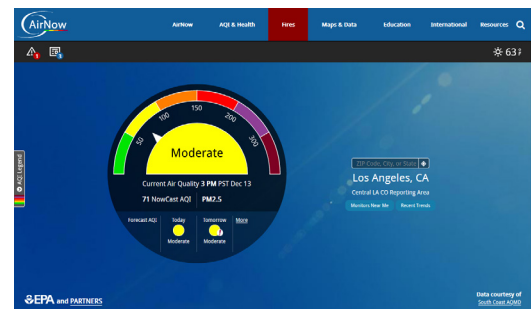 AirNow
AirNow AQI & Health Fires Maps & Data Education International Resources
1 3 63
50 100 150 200 300
Moderate
Current Air Quality 3 PM PST Dec 13
71 NowCast AQI PM2.5
Forecast AQI Today Tomorrow More
Moderate Moderate
AQI Legend
ZIP Code, City, or State
Los Angeles, CA
Central LA CO Reporting Area
Monitors Near Me Recent Trends
EPA and PARTNERS
Data courtesy of
South Coast AQMD